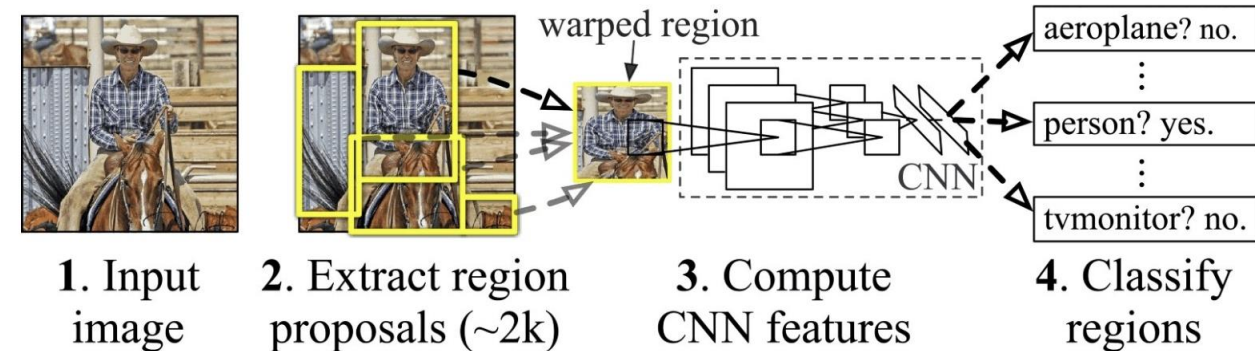 warped region
aeroplane? no.
⋮
person? yes.
CNN
⋮
tvmonitor? no.
1. Input
image
2. Extract region
proposals (~2k)
3. Compute
CNN features
4. Classify
regions